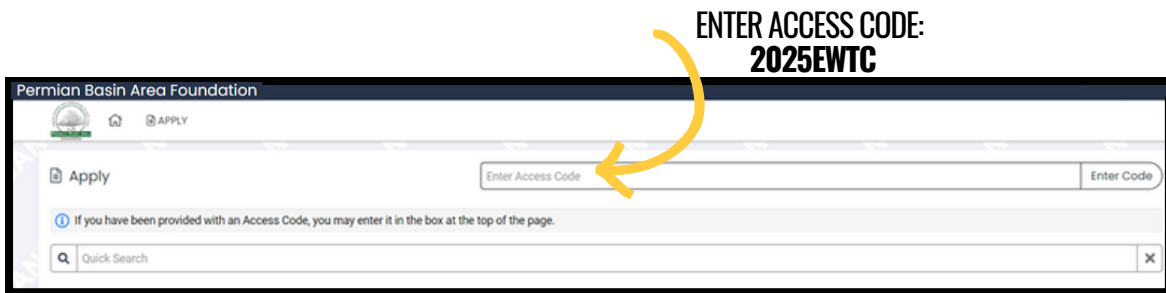 ENTER ACCESS CODE:
2025EWTC
Permian Basin Area Foundation
APPLY
Apply
Enter Access Code
Enter Code
If you have been provided with an Access Code, you may enter it in the box at the top of the page.
Quick Search